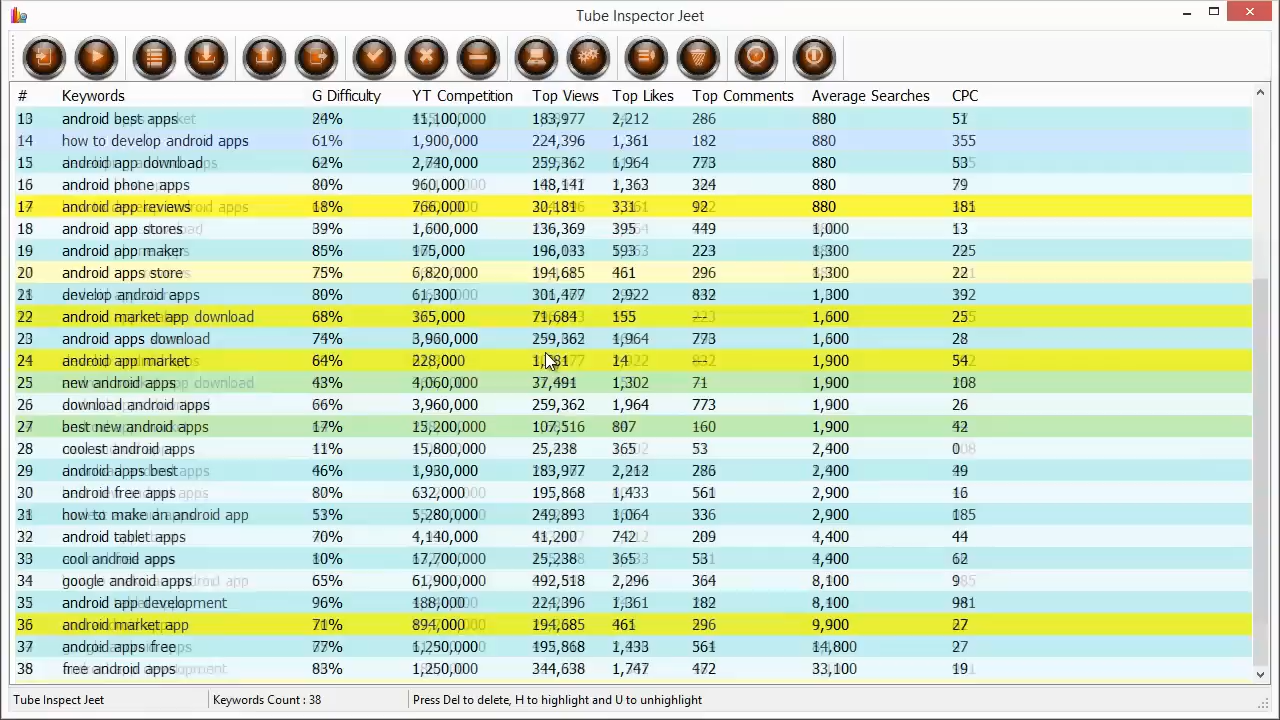 Tube Inspector Jeet
# Keywords G Difficulty YT Competition Top Views Top Likes Top Comments Average Searches CPC
13 android best apps 24% 11,100,000 183,977 2,212 286 880
14 how to develop android apps 61% 1,900,000 224,396 1,361 182 880 355
15 android app download 62% 2,740,000 259,362 1,964 773 880 53
16 android phone apps 80% 960,000 148,141 1,363 324 880 79
17 android app reviews 18% 766,000 30,181 331 92 880 181
18 android app stores 39% 1,600,000 136,369 395 449 1,000 13
19 android app maker 85% 175,000 196,033 593 223 1,300
20 android apps store 75% 6,820,000 194,685 461 296 1,300 22
21 develop android apps 80% 61,300 301,477 2,922 832 1,300 392
22 android market app download 68% 365,000 71,684 155 --- 1,600 25
23 android apps download 74% 3,960,000 259,362 1,964 773 1,600 28
24 android app market 64% 228,000 14 --- 1,900 54
25 new android apps 43% 4,060,000 37,491 1,302 71 1,900 108
26 download android apps 66% 3,960,000 259,362 1,964 773 1,900 26
27 best new android apps 15,200,000 107,516 807 160 1,900 42
28 coolest android apps 11% 15,800,000 25,238 365 53 2,400 0
29 android apps best 46% 1,930,000 183,977 2,212 286 2,400 49
30 android free apps 80% 632,000 195,868 1,433 561 2,900 16
31 how to make an android app 53% 5,280,000 249,893 1,064 336 2,900 185
32 android tablet apps 70% 4,140,000 41,200 742 209 4,400 44
33 cool android apps 10% 17,700,000 25,238 365 53 4,400 62
34 google android apps 65% 61,900,000 492,518 2,296 364 8,100 9
35 android app development 96% 188,000 224,396 1,361 182 8,100 981
36 android market app 71% 894,000 194,685 461 296 9,900 27
37 android apps free 1,250,000 195,868 1,433 561 14,800 27
38 free android apps 83% 1,250,000 344,638 1,747 472 33,100 19
Tube Inspect Jeet Keywords Count : 38 Press Del to delete, H to highlight and U to unhighlight